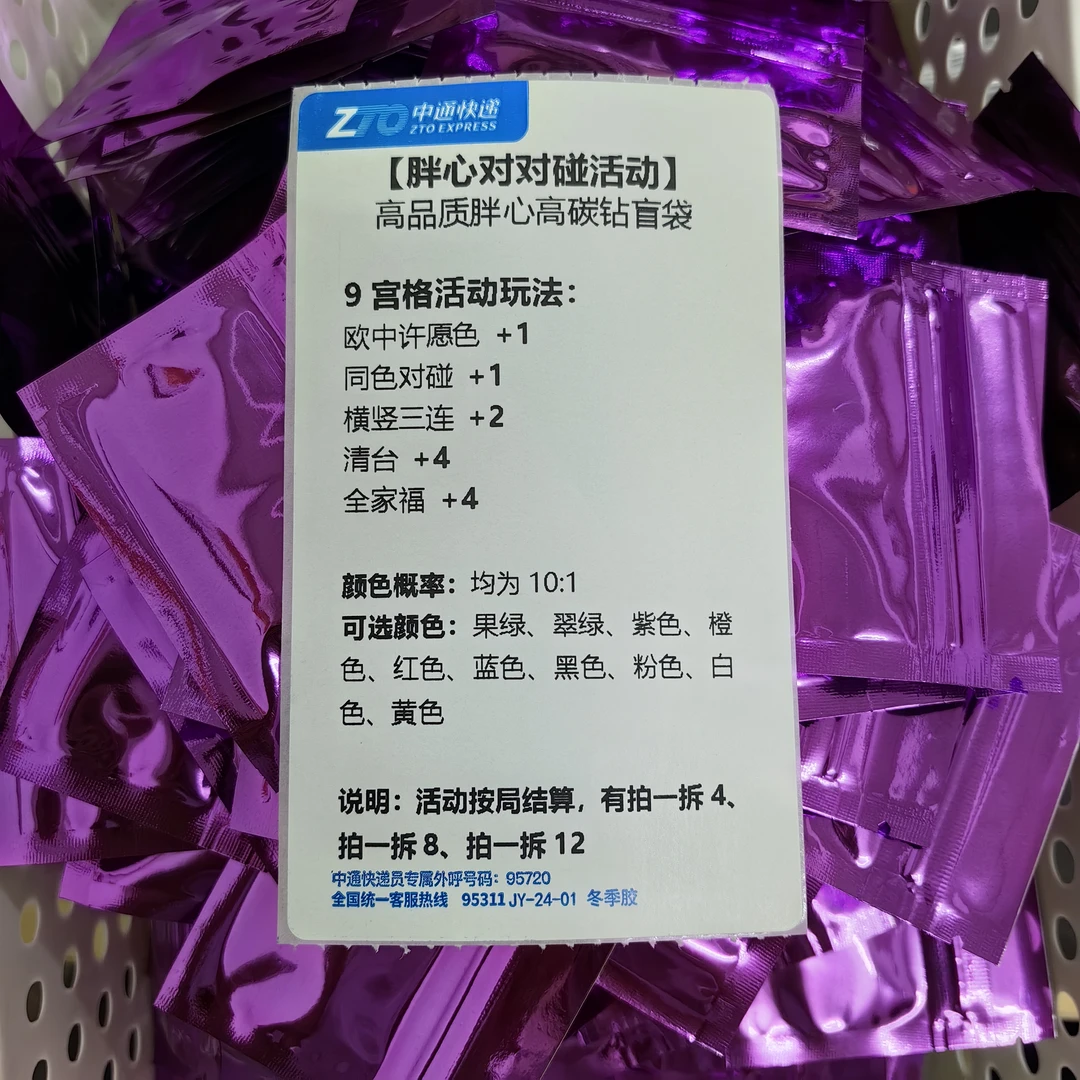 ZTO 中通快递
ZTO EXPRESS
【胖心对对碰活动】
高品质胖心高碳钻盲袋
9 宫格活动玩法：
欧中许愿色 +1
同色对碰 +1
横竖三连 +2
清台 +4
全家福 +4
颜色概率：均为 10:1
可选颜色：果绿、翠绿、紫色、橙
色、红色、蓝色、黑色、粉色、白
色、黄色
说明：活动按局结算，有拍一拆 4、
拍一拆 8、拍一拆 12
中通快递员专属外呼号码：95720
全国统一客服热线 95311 JY-24-01 冬季胶